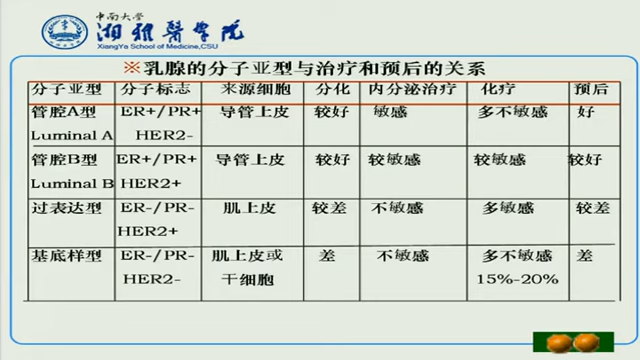 中南大学
湘雅醫学院
XiangYa School of Medicine,CSU
※乳腺的分子亚型与治疗和预后的关系
分子亚型 分子标志 来源细胞 分化 内分泌治疗 化疗 预后
管腔A型 ER+/PR+ 导管上皮 较好 敏感 多不敏感 好
Luminal A HER2-
管腔B型 ER+/PR+ 导管上皮 较好 较敏感 较敏感 较好
Luminal B HER2+
过表达型 ER-/PR- 肌上皮 较差 不敏感 多敏感 较差
HER2+
基底样型 ER-/PR- 肌上皮或 差 不敏感 多不敏感 差
HER2- 干细胞 15%-20%